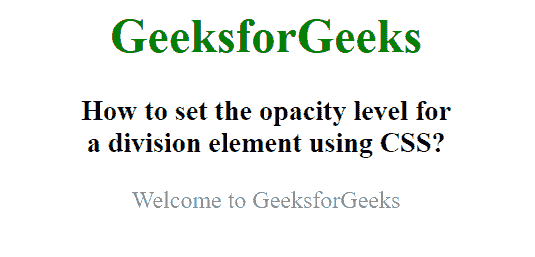 GeeksforGeeks
How to set the opacity level for
a division element using CSS?
Welcome to GeeksforGeeks